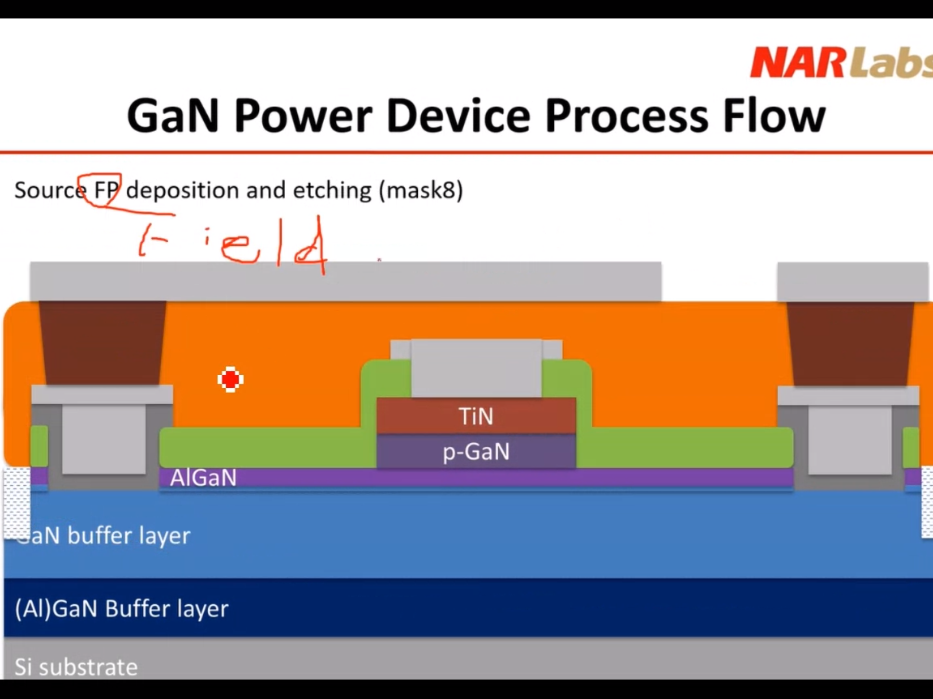 NARLabs
GaN Power Device Process Flow
Source FP deposition and etching (mask8)
Field
TiN
p-GaN
AlGaN
GaN buffer layer
(Al)GaN Buffer layer
Si substrate